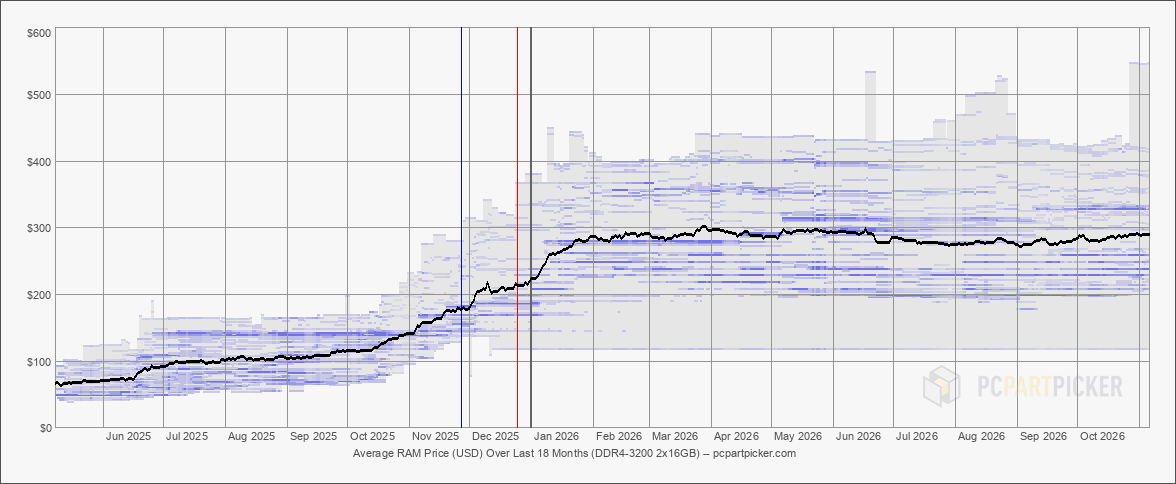 $600
$500
$400
$300
$200
$100
$0
Jun 2025 Jul 2025 Aug 2025 Sep 2025 Oct 2025 Nov 2025 Dec 2025 Jan 2026 Feb 2026 Mar 2026 Apr 2026 May 2026 Jun 2026 Jul 2026 Aug 2026 Sep 2026 Oct 2026
Average RAM Price (USD) Over Last 18 Months (DDR4-3200 2x16GB) -- pcpartpicker.com
PCPARTPICKER